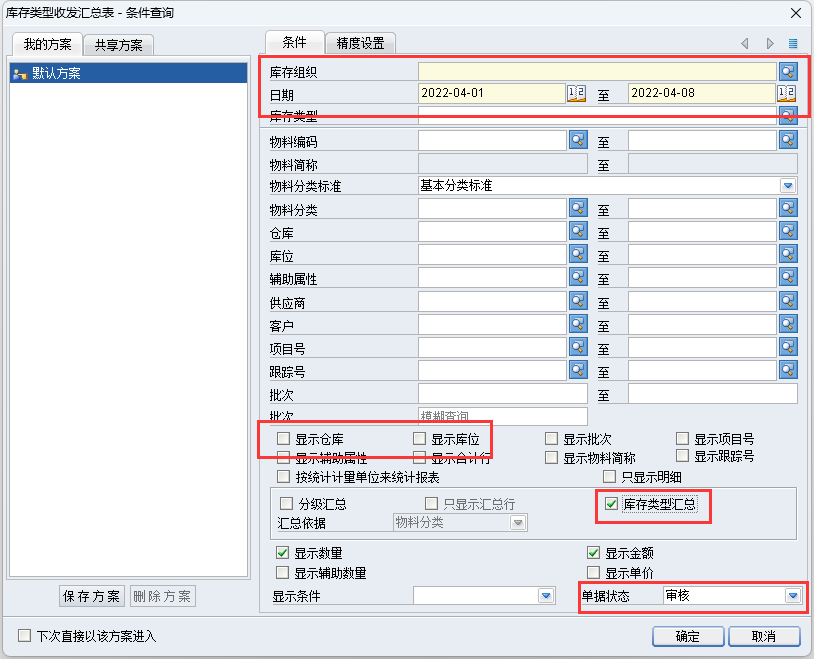 库存类型收发汇总表 - 条件查询
我的方案 共享方案
默认方案
保存方案 删除方案
下次直接以该方案进入
条件 精度设置
库存组织
日期 2022-04-01 至 2022-04-08
库存类型
物料编码 至
物料简称 至
物料分类标准 基本分类标准
物料分类 至
仓库 至
库位 至
辅助属性 至
供应商 至
客户 至
项目号 至
跟踪号 至
批次 至
批次 模糊查询
显示仓库 显示库位 显示批次 显示项目号
显示辅助属性 显示合计行 显示物料简称 显示跟踪号
按统计计量单位来统计报表 只显示明细
分级汇总 只显示汇总行 库存类型汇总
汇总依据 物料分类
显示数量 显示金额
显示辅助数量 显示单价
显示条件 单据状态 审核
确定 取消